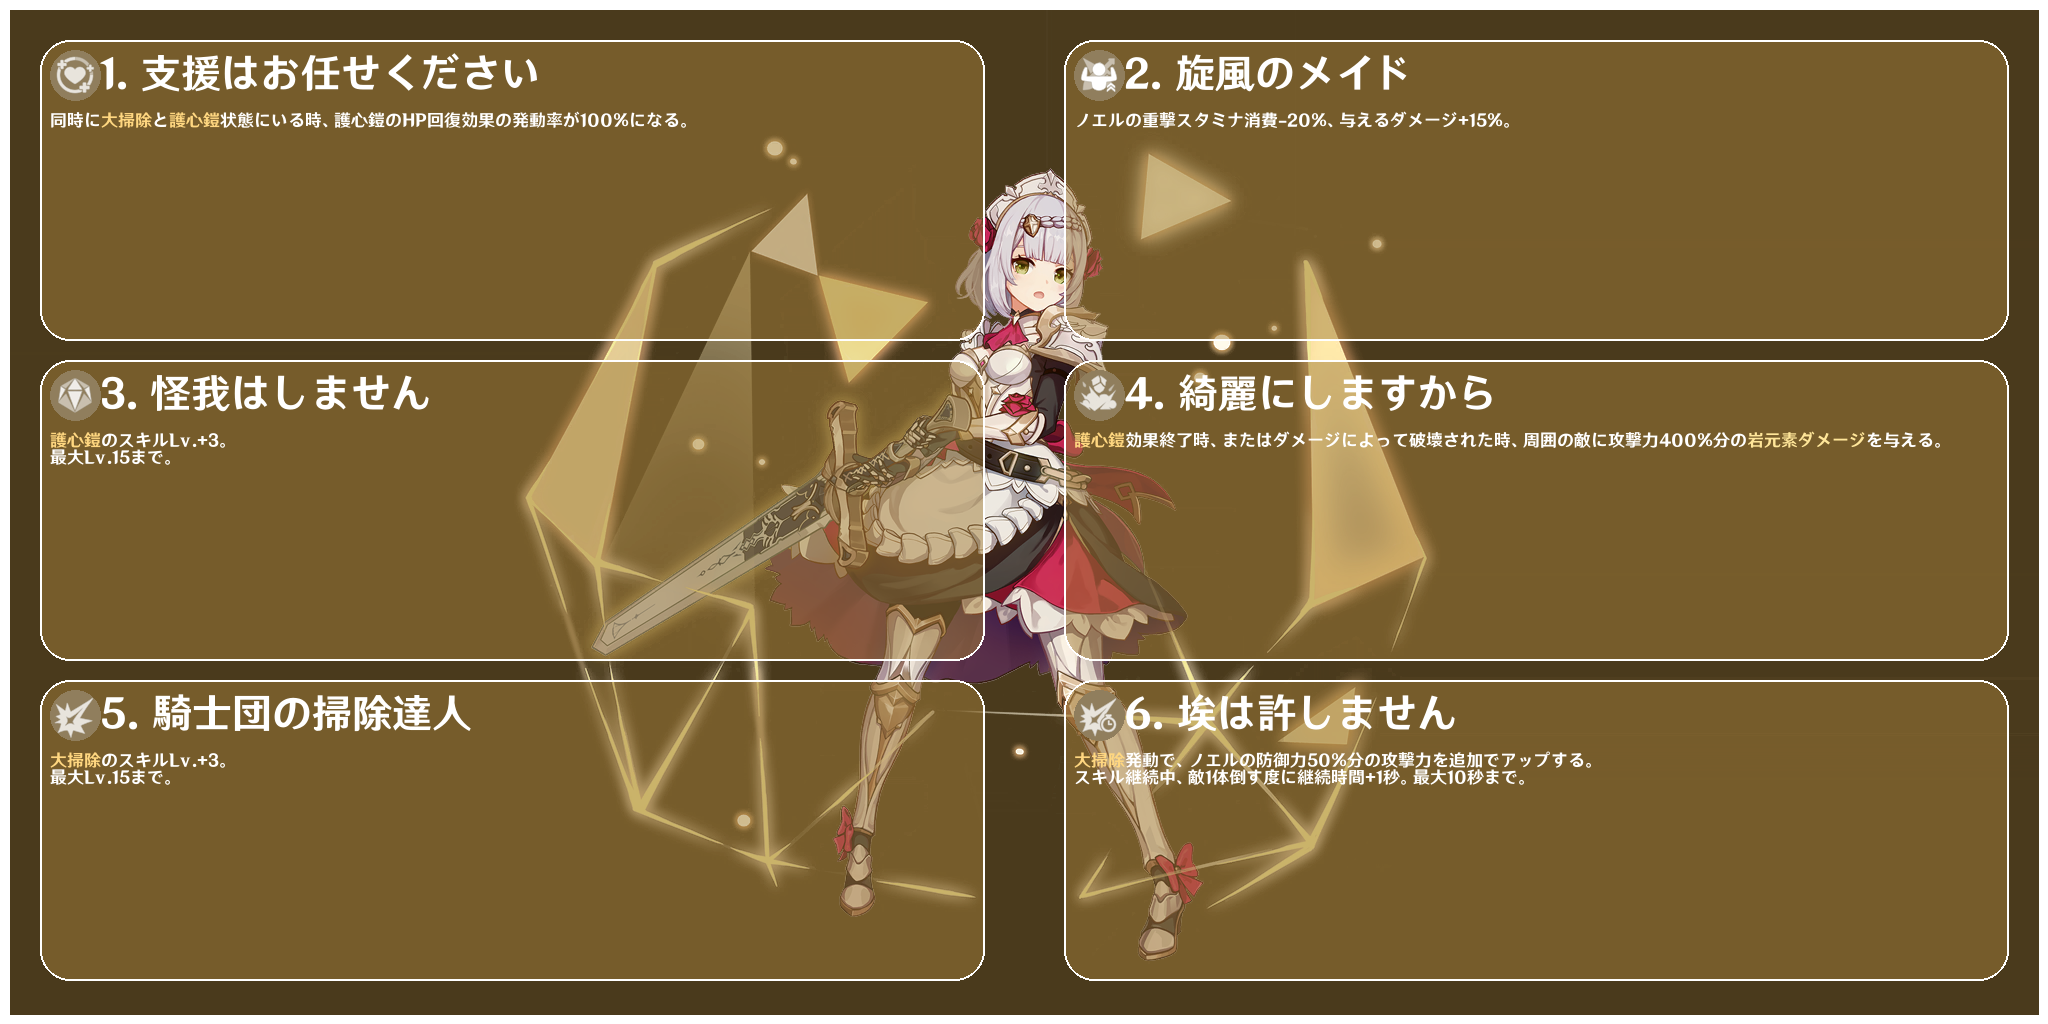 1. 支援はお任せください
同時に大掃除と護心鎧状態にいる時、護心鎧のHP回復効果の発動率が100%になる。
2. 旋風のメイド
ノエルの重撃スタミナ消費-20%、与えるダメージ+15%。
3. 怪我はしません
護心鎧のスキルLv.+3。
最大Lv.15まで。
4. 綺麗にしますから
護心鎧効果終了時、またはダメージによって破壊された時、周囲の敵に攻撃力400%分の岩元素ダメージを与える。
5. 騎士団の掃除達人
大掃除のスキルLv.+3。
最大Lv.15まで。
6. 埃は許しません
大掃除発動で、ノエルの防御力50%分の攻撃力を追加でアップする。
スキル継続中、敵1体倒す度に継続時間+1秒。最大10秒まで。